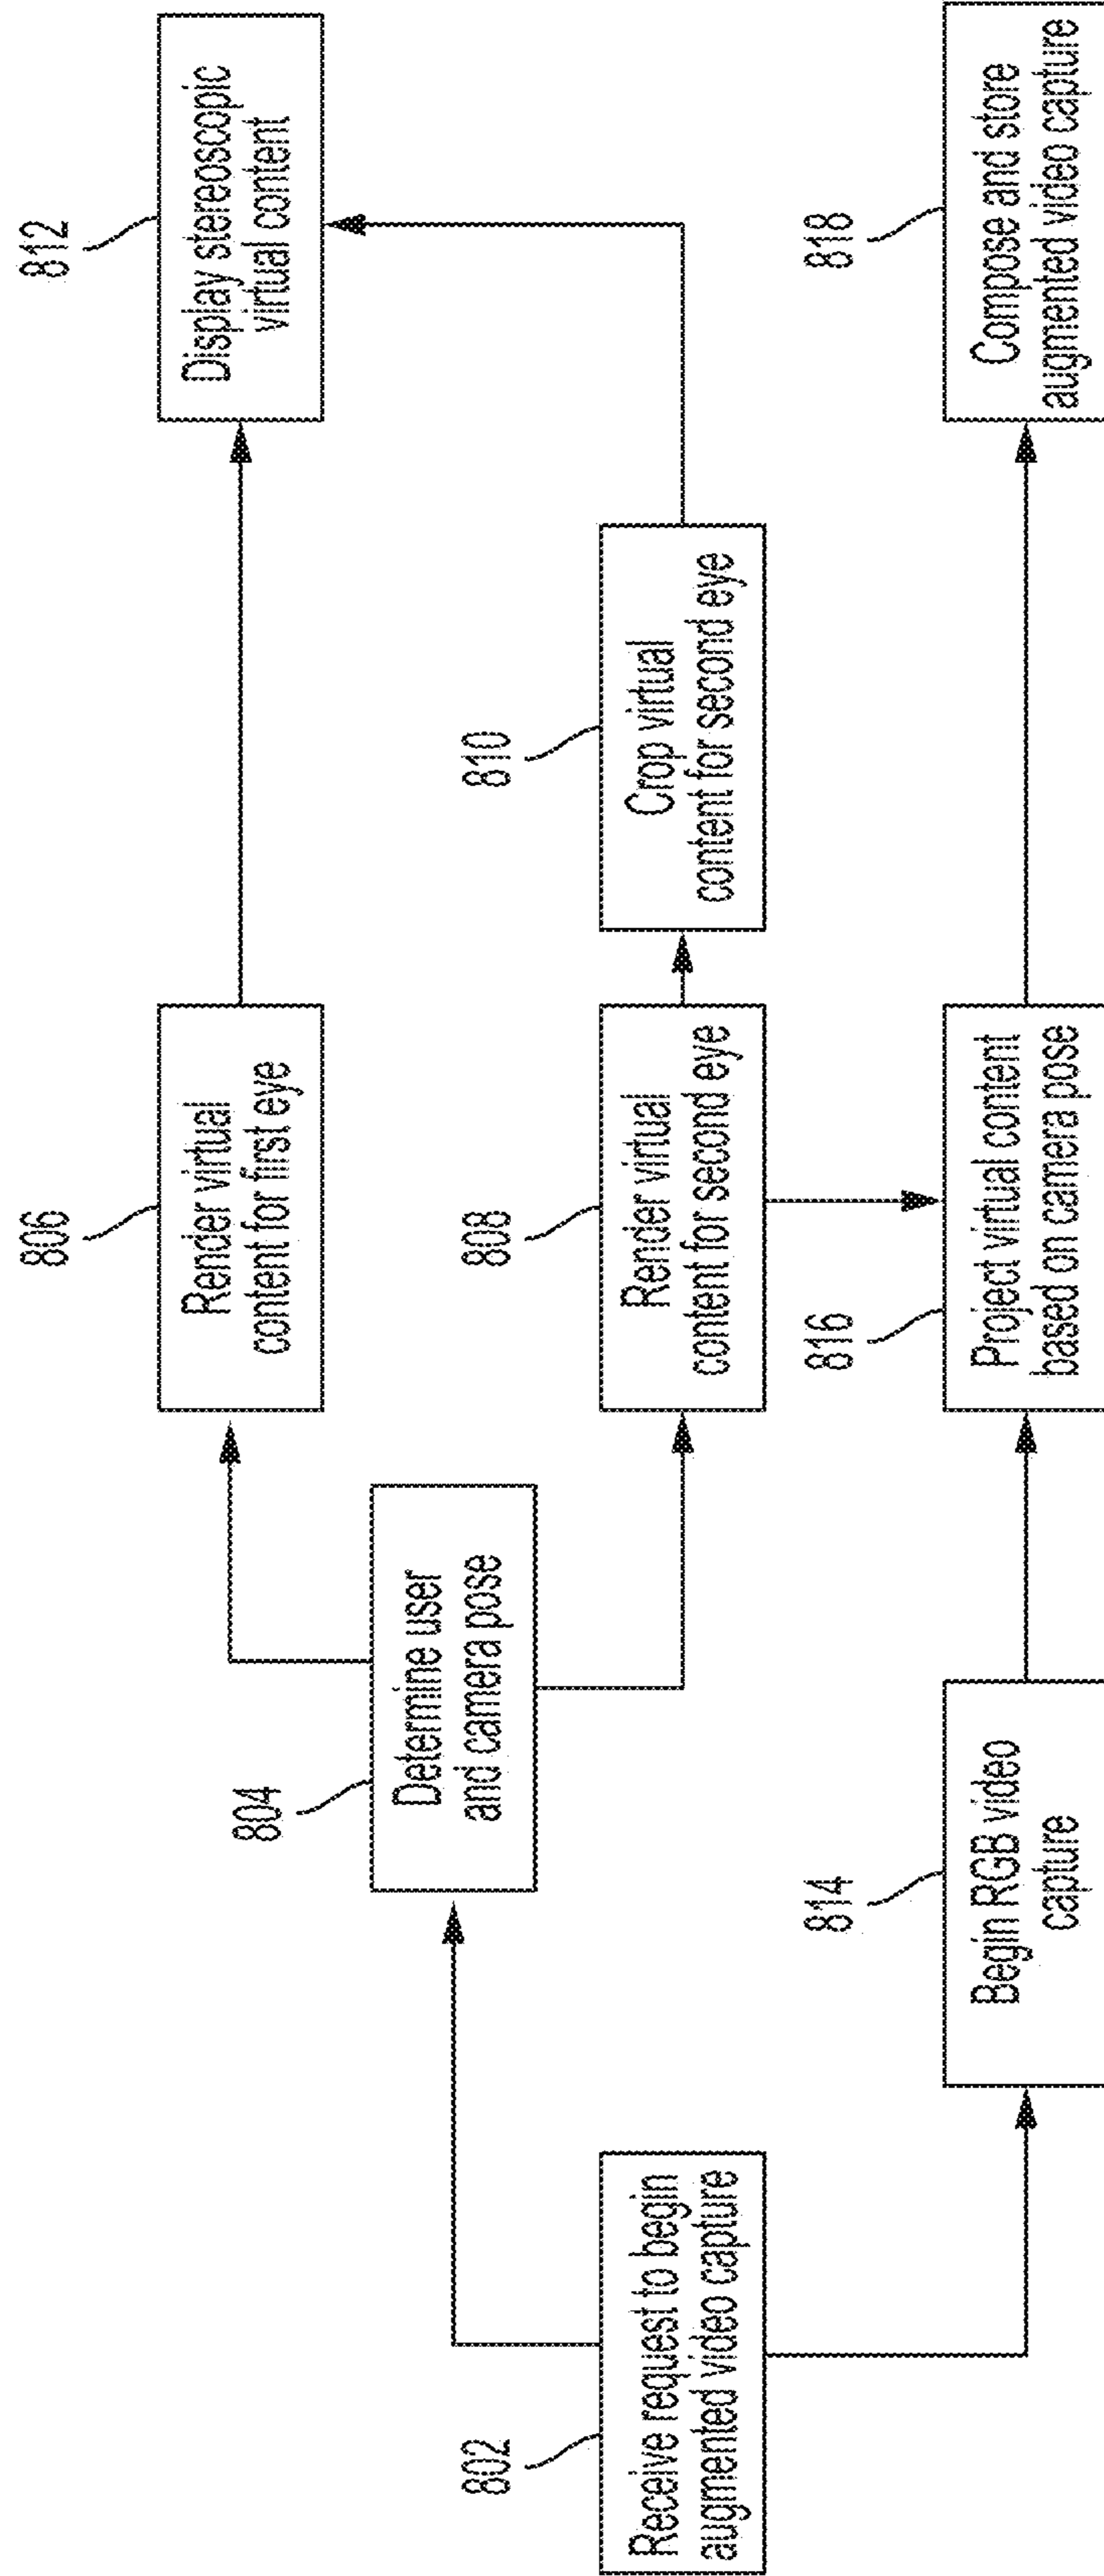 802
Receive request to begin
augmented video capture
804
Determine user
and camera pose
806
Render virtual
content for first eye
808
Render virtual
content for second eye
810
Crop virtual
content for second eye
812
Display stereoscopic
virtual content
814
Begin RGB video
capture
816
Project virtual content
based on camera pose
818
Compose and store
augmented video capture